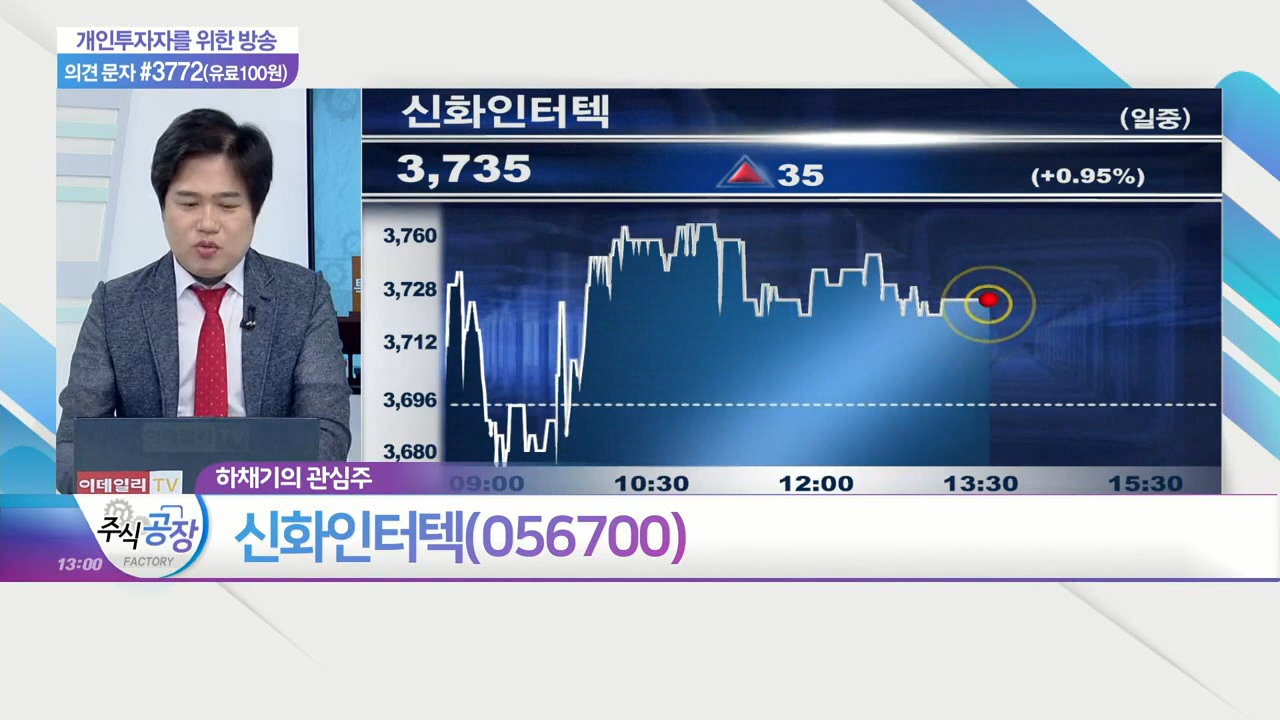 개인투자자를 위한 방송
의견 문자 #3772(유료100원)
신화인터텍
(일중)
3,735
35
(+0.95%)
3,760
3,728
3,712
3,696
3,680
09:00
10:30
12:00
13:30
15:30
이데일리 TV
하채기의 관심주
주식공장
FACTORY
13:00
신화인터텍(056700)